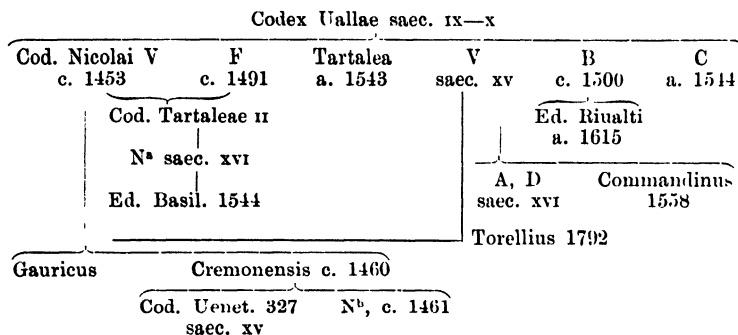 Codex Uallae saec. IX—X
Cod. Nicolai V F Tartalea V B C
c. 1453 c. 1491 a. 1543 saec. XV c. 1500 a. 1544
Cod. Tartaleae II Ed. Riualti
a. 1615
Nᵃ saec. XVI
A, D Commandinus
Ed. Basil. 1544 saec. XVI 1558
Torellius 1792
Gauricus Cremonensis c. 1460
Cod. Uenet. 327 Nᵇ, c. 1461
saec. XV